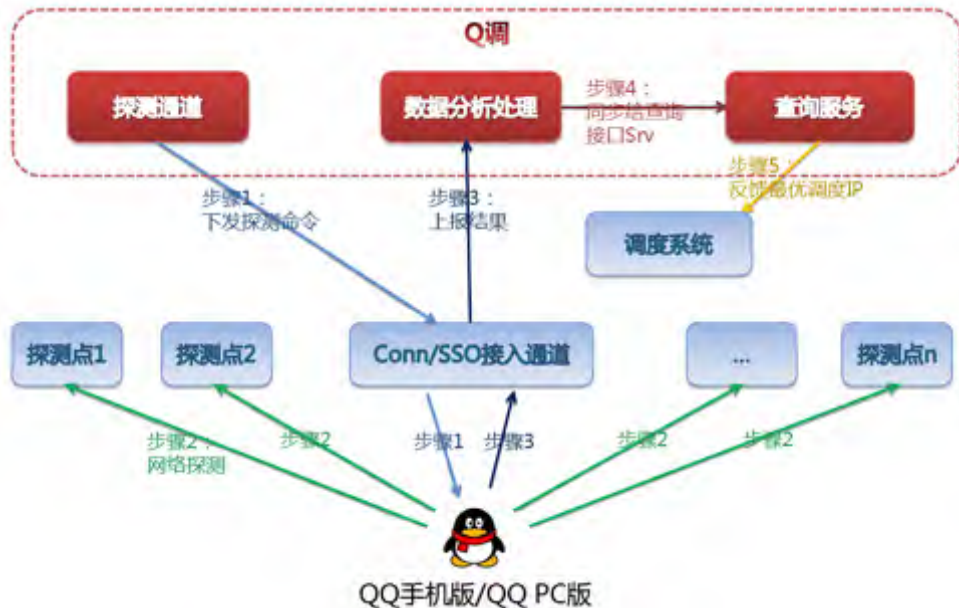 Q调
探测通道
数据分析处理
步骤4：
同步给查询
接口Srv
查询服务
步骤1：
下发探测命令
步骤3：
上报结果
步骤5：
反馈最优调度IP
调度系统
探测点1
探测点2
Conn/SSO接入通道
...
探测点n
步骤2：
网络探测
步骤2
步骤1
步骤3
步骤2
步骤2
QQ手机版/QQ PC版